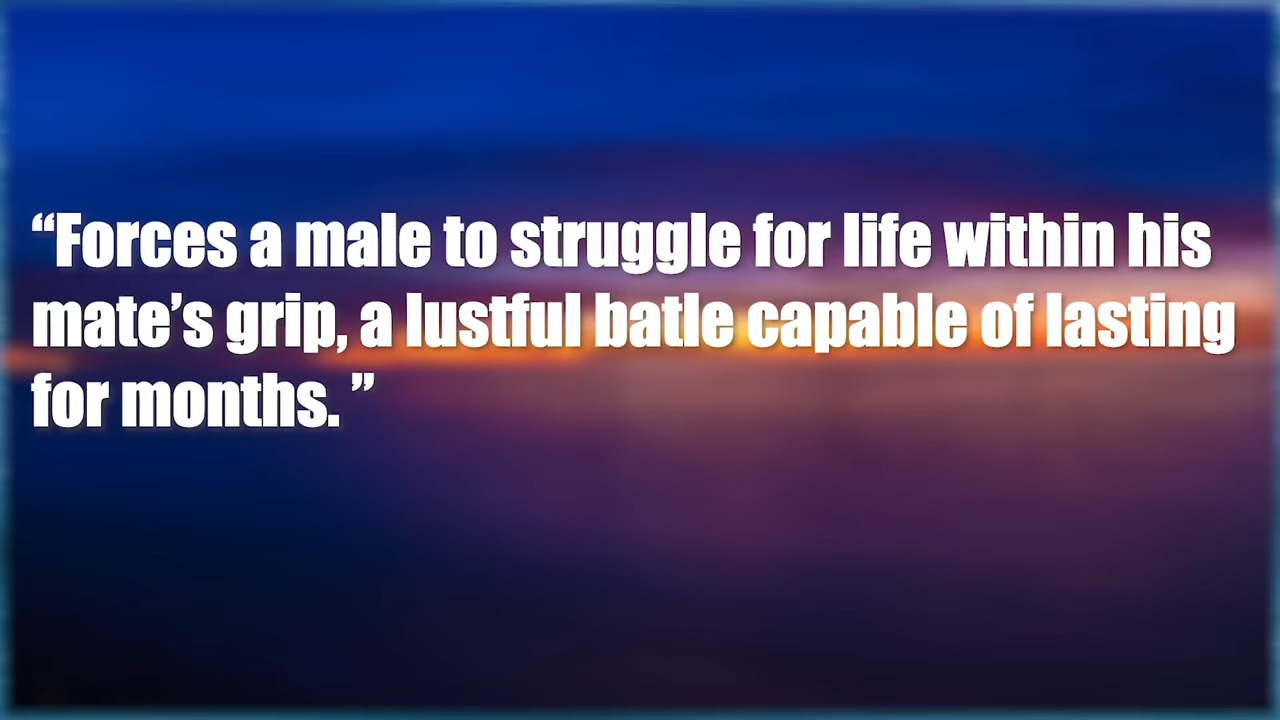 “Forces a male to struggle for life within his
mate’s grip, a lustful batle capable of lasting
for months. ”